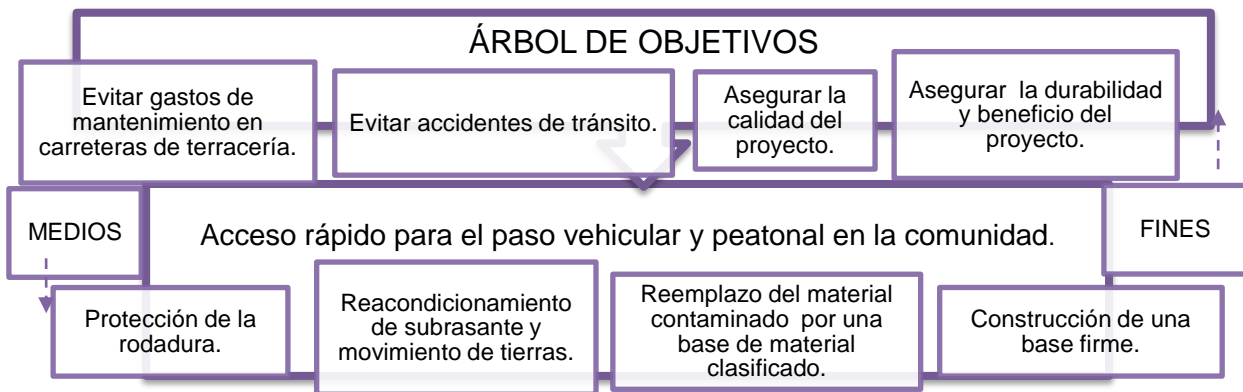 ÁRBOL DE OBJETIVOS
Evitar gastos de
mantenimiento en
carreteras de terracería.
Evitar accidentes de tránsito.
Asegurar la
calidad del
proyecto.
Asegurar la durabilidad
y beneficio del
proyecto.
MEDIOS
Acceso rápido para el paso vehicular y peatonal en la comunidad.
FINES
Protección de la
rodadura.
Reacondicionamiento
de subrasante y
movimiento de tierras.
Reemplazo del material
contaminado por una
base de material
clasificado.
Construcción de una
base firme.